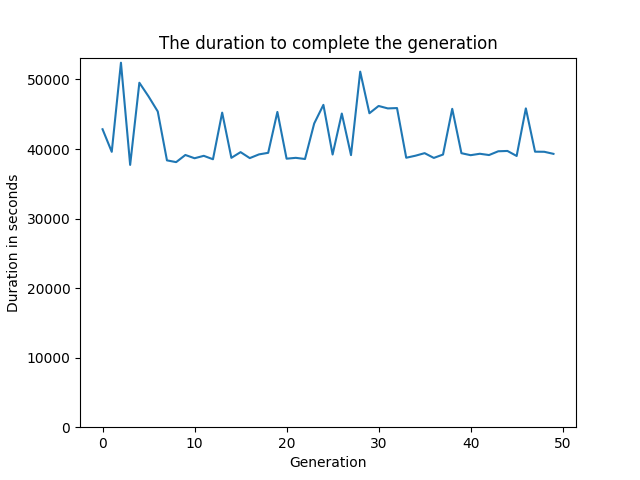 The duration to complete the generation
50000
40000
30000
20000
10000
0
Duration in seconds
0 10 20 30 40 50
Generation